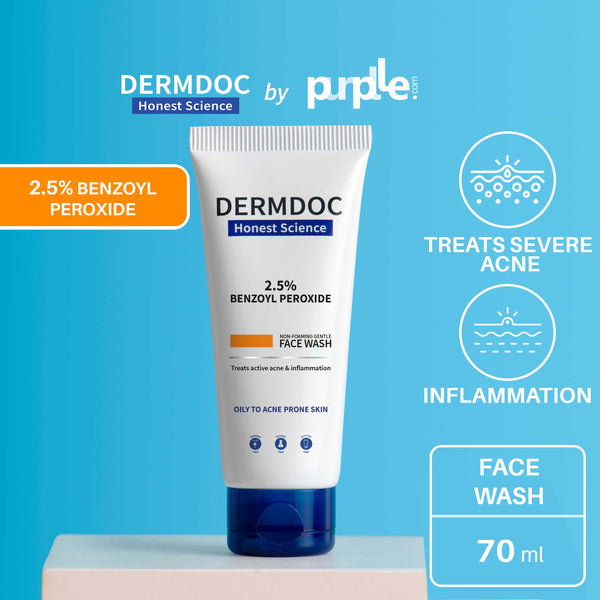 DERMDOC
Honest Science
by
purplle.com
2.5% BENZOYL
PEROXIDE
DERMDOC
Honest Science
2.5%
BENZOYL PEROXIDE
NON-FOAMING GENTLE
FACE WASH
Treats active acne & inflammation
OILY TO ACNE PRONE SKIN
TREATS SEVERE
ACNE
INFLAMMATION
FACE
WASH
70 ml